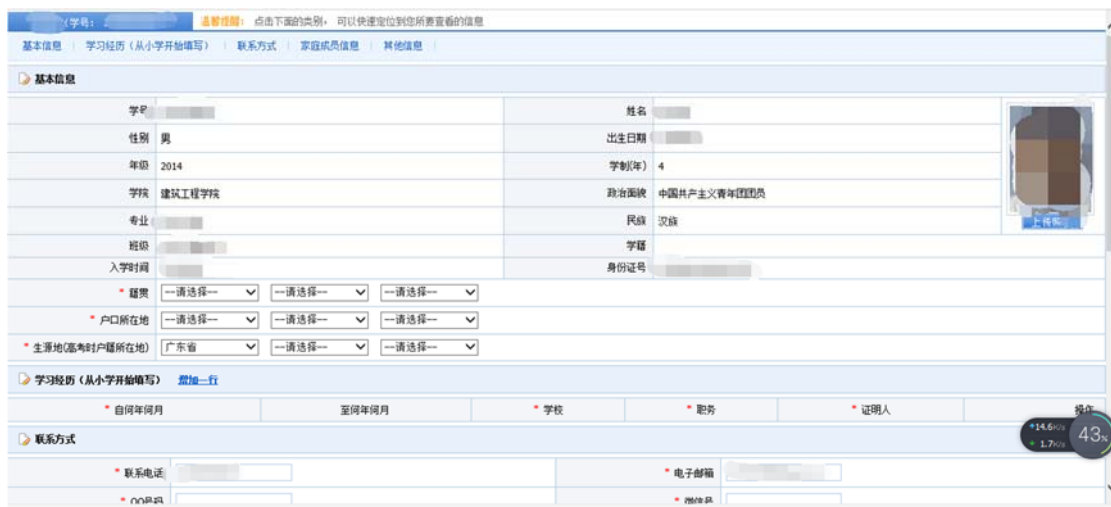 (学号: 温馨提醒: 点击下面的类别， 可以快速定位到您所要查看的信息
基本信息 学习经历（从小学开始填写） 联系方式 家庭成员信息 其他信息
基本信息
学号 姓名
性别 男 出生日期
年级 2014 学制(年) 4
学院 建筑工程学院 政治面貌 中国共产主义青年团团员
专业 民族 汉族
上传照
班级 学籍
入学时间 身份证号
* 籍贯 --请选择-- --请选择-- --请选择--
* 户口所在地 --请选择-- --请选择-- --请选择--
* 生源地(高考时户籍所在地) 广东省 --请选择-- --请选择--
学习经历（从小学开始填写） 增加一行
* 自何年何月 至何年何月 * 学校 * 职务 * 证明人 操作
14.6K/s 43%
1.7K/s
联系方式
* 联系电话 * 电子邮箱
* QQ号码 * 微信号